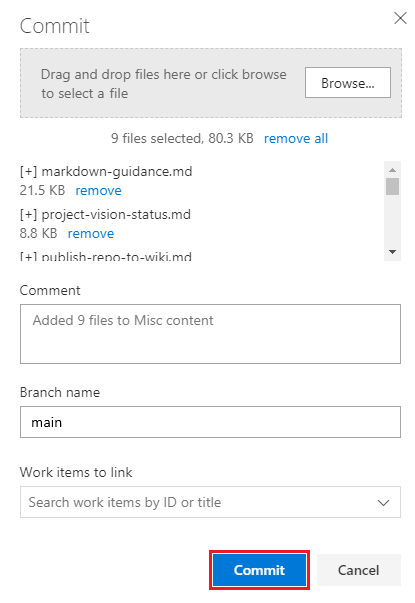 Commit
Drag and drop files here or click browse
to select a file
Browse...
9 files selected, 80.3 KB remove all
[+] markdown-guidance.md
21.5 KB remove
[+] project-vision-status.md
8.8 KB remove
[+] publish-repo-to-wiki.md
Comment
Added 9 files to Misc content
Branch name
main
Work items to link
Search work items by ID or title
Commit
Cancel